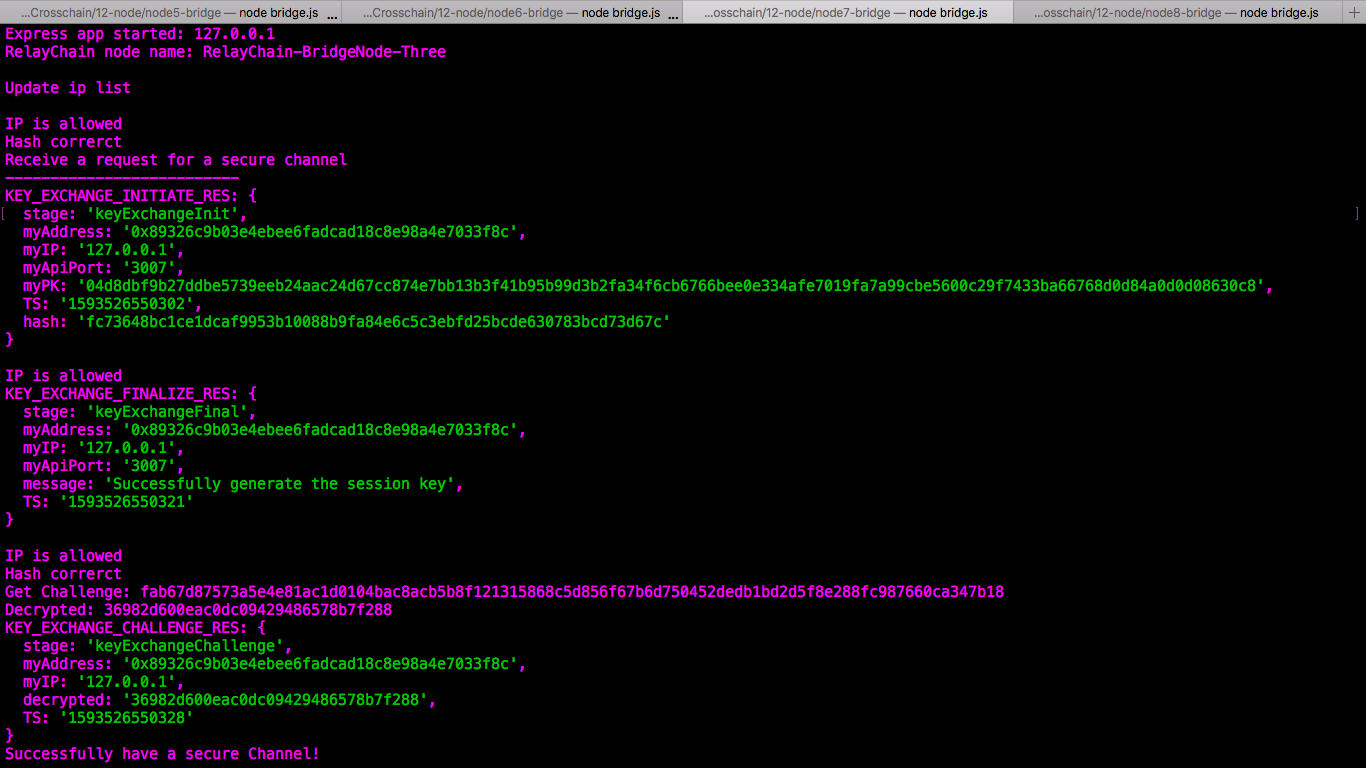 ...Crosschain/12-node/node5-bridge — node bridge.js ...
...Crosschain/12-node/node6-bridge — node bridge.js ...
...osschain/12-node/node7-bridge — node bridge.js
...osschain/12-node/node8-bridge — node bridge.js +
Express app started: 127.0.0.1
RelayChain node name: RelayChain-BridgeNode-Three
Update ip list
IP is allowed
Hash correrct
Receive a request for a secure channel
--------------------------
KEY_EXCHANGE_INITIATE_RES: {
[ stage: 'keyExchangeInit', ]
myAddress: '0x89326c9b03e4ebee6fadcad18c8e98a4e7033f8c',
myIP: '127.0.0.1',
myApiPort: '3007',
myPK: '04d8dbf9b27ddbe5739eeb24aac24d67cc874e7bb13b3f41b95b99d3b2fa34f6cb6766bee0e334afe7019fa7a99cbe5600c29f7433ba66768d0d84a0d0d08630c8',
TS: '1593526550302',
hash: 'fc73648bc1ce1dcaf9953b10088b9fa84e6c5c3ebfd25bcde630783bcd73d67c'
}
IP is allowed
KEY_EXCHANGE_FINALIZE_RES: {
stage: 'keyExchangeFinal',
myAddress: '0x89326c9b03e4ebee6fadcad18c8e98a4e7033f8c',
myIP: '127.0.0.1',
myApiPort: '3007',
message: 'Successfully generate the session key',
TS: '1593526550321'
}
IP is allowed
Hash correrct
Get Challenge: fab67d87573a5e4e81ac1d0104bac8acb5b8f121315868c5d856f67b6d750452dedb1bd2d5f8e288fc987660ca347b18
Decrypted: 36982d600eac0dc09429486578b7f288
KEY_EXCHANGE_CHALLENGE_RES: {
stage: 'keyExchangeChallenge',
myAddress: '0x89326c9b03e4ebee6fadcad18c8e98a4e7033f8c',
myIP: '127.0.0.1',
decrypted: '36982d600eac0dc09429486578b7f288',
TS: '1593526550328'
}
Successfully have a secure Channel!